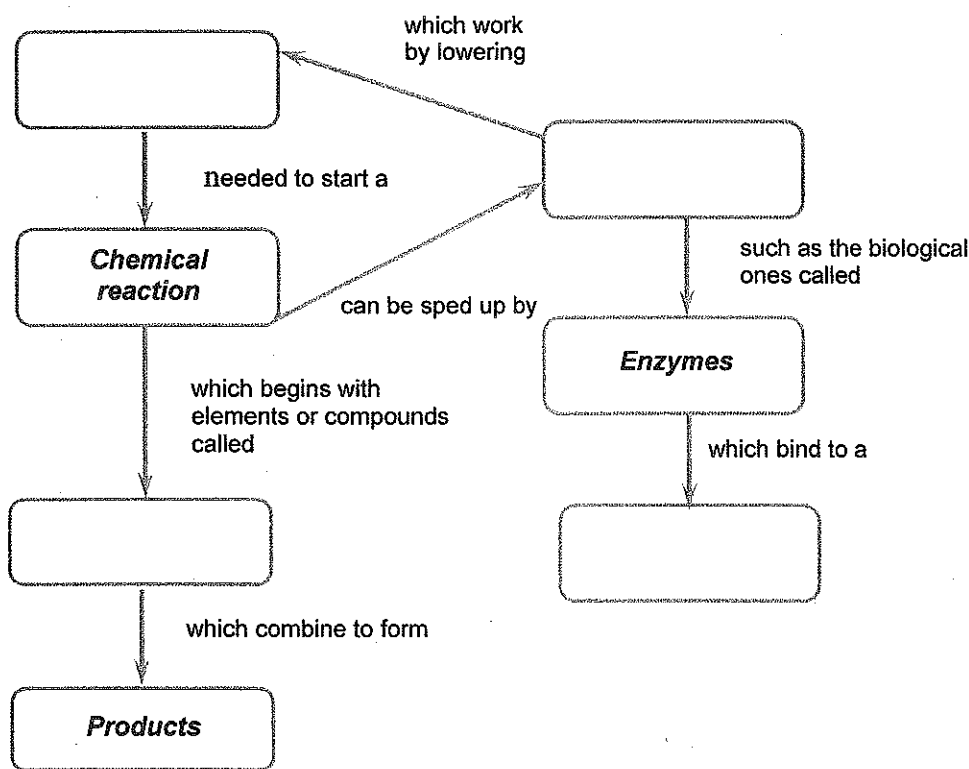 which work
by lowering
needed to start a
Chemical
reaction
can be sped up by
such as the biological
ones called
Enzymes
which begins with
elements or compounds
called
which bind to a
which combine to form
Products